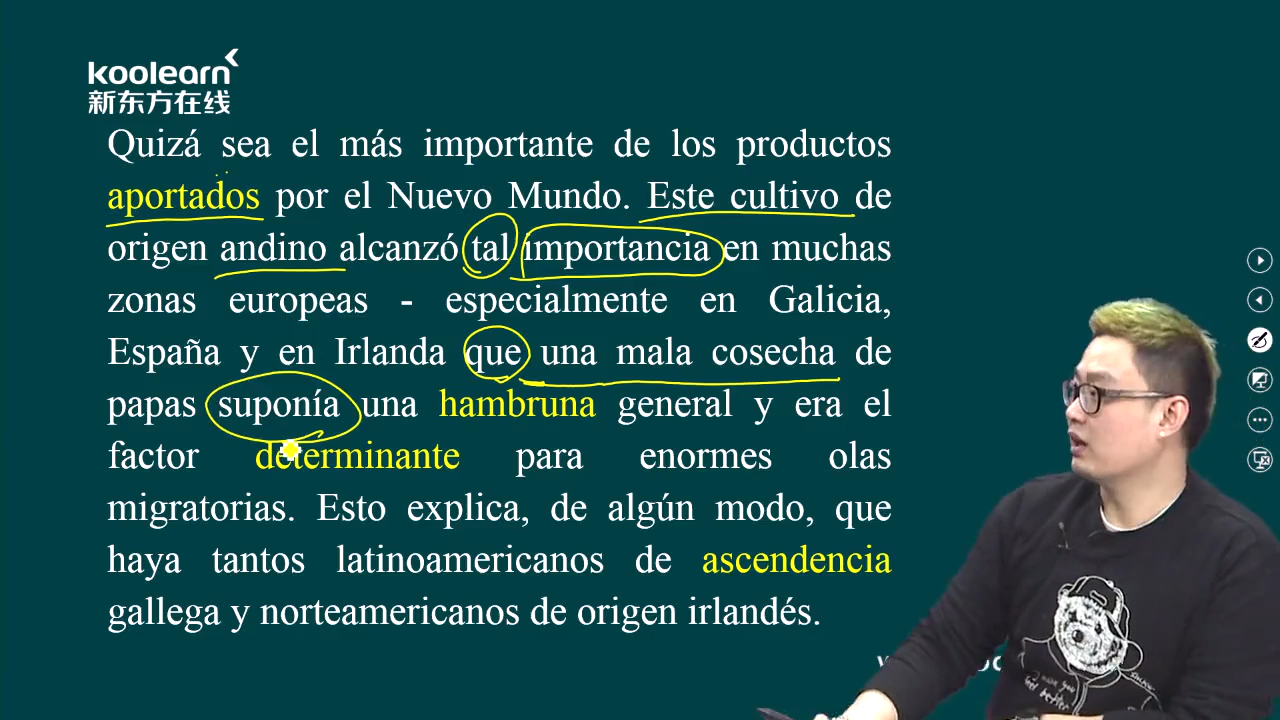 koolearn
新东方在线
Quizá sea el más importante de los productos
aportados por el Nuevo Mundo. Este cultivo de
origen andino alcanzó tal importancia en muchas
zonas europeas - especialmente en Galicia,
España y en Irlanda que una mala cosecha de
papas suponía una hambruna general y era el
factor determinante para enormes olas
migratorias. Esto explica, de algún modo, que
haya tantos latinoamericanos de ascendencia
gallega y norteamericanos de origen irlandés.